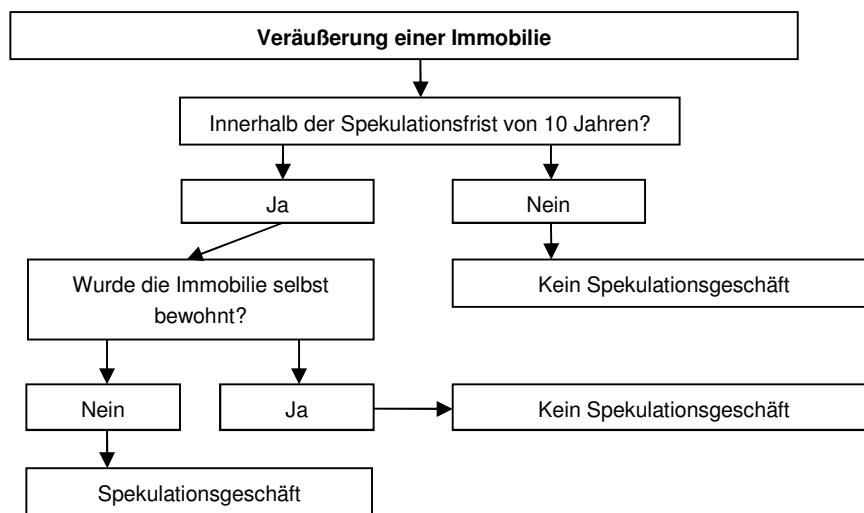 Veräußerung einer Immobilie
Innerhalb der Spekulationsfrist von 10 Jahren?
Ja
Nein
Wurde die Immobilie selbst
bewohnt?
Kein Spekulationsgeschäft
Nein
Ja
Kein Spekulationsgeschäft
Spekulationsgeschäft